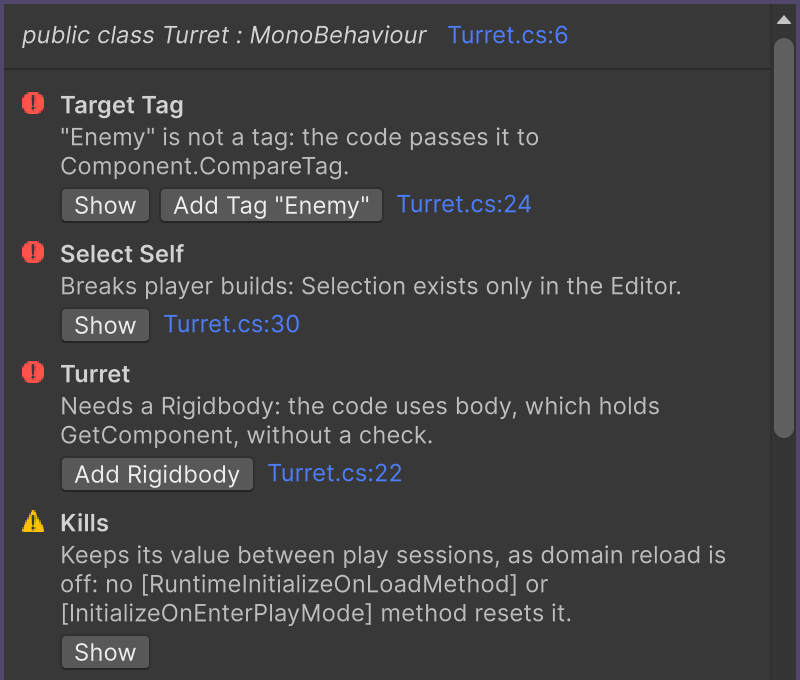 public class Turret : MonoBehaviour Turret.cs:6
Target Tag
"Enemy" is not a tag: the code passes it to
Component.CompareTag.
Show Add Tag "Enemy" Turret.cs:24
Select Self
Breaks player builds: Selection exists only in the Editor.
Show Turret.cs:30
Turret
Needs a Rigidbody: the code uses body, which holds
GetComponent, without a check.
Add Rigidbody Turret.cs:22
Kills
Keeps its value between play sessions, as domain reload is
off: no [RuntimeInitializeOnLoadMethod] or
[InitializeOnEnterPlayMode] method resets it.
Show